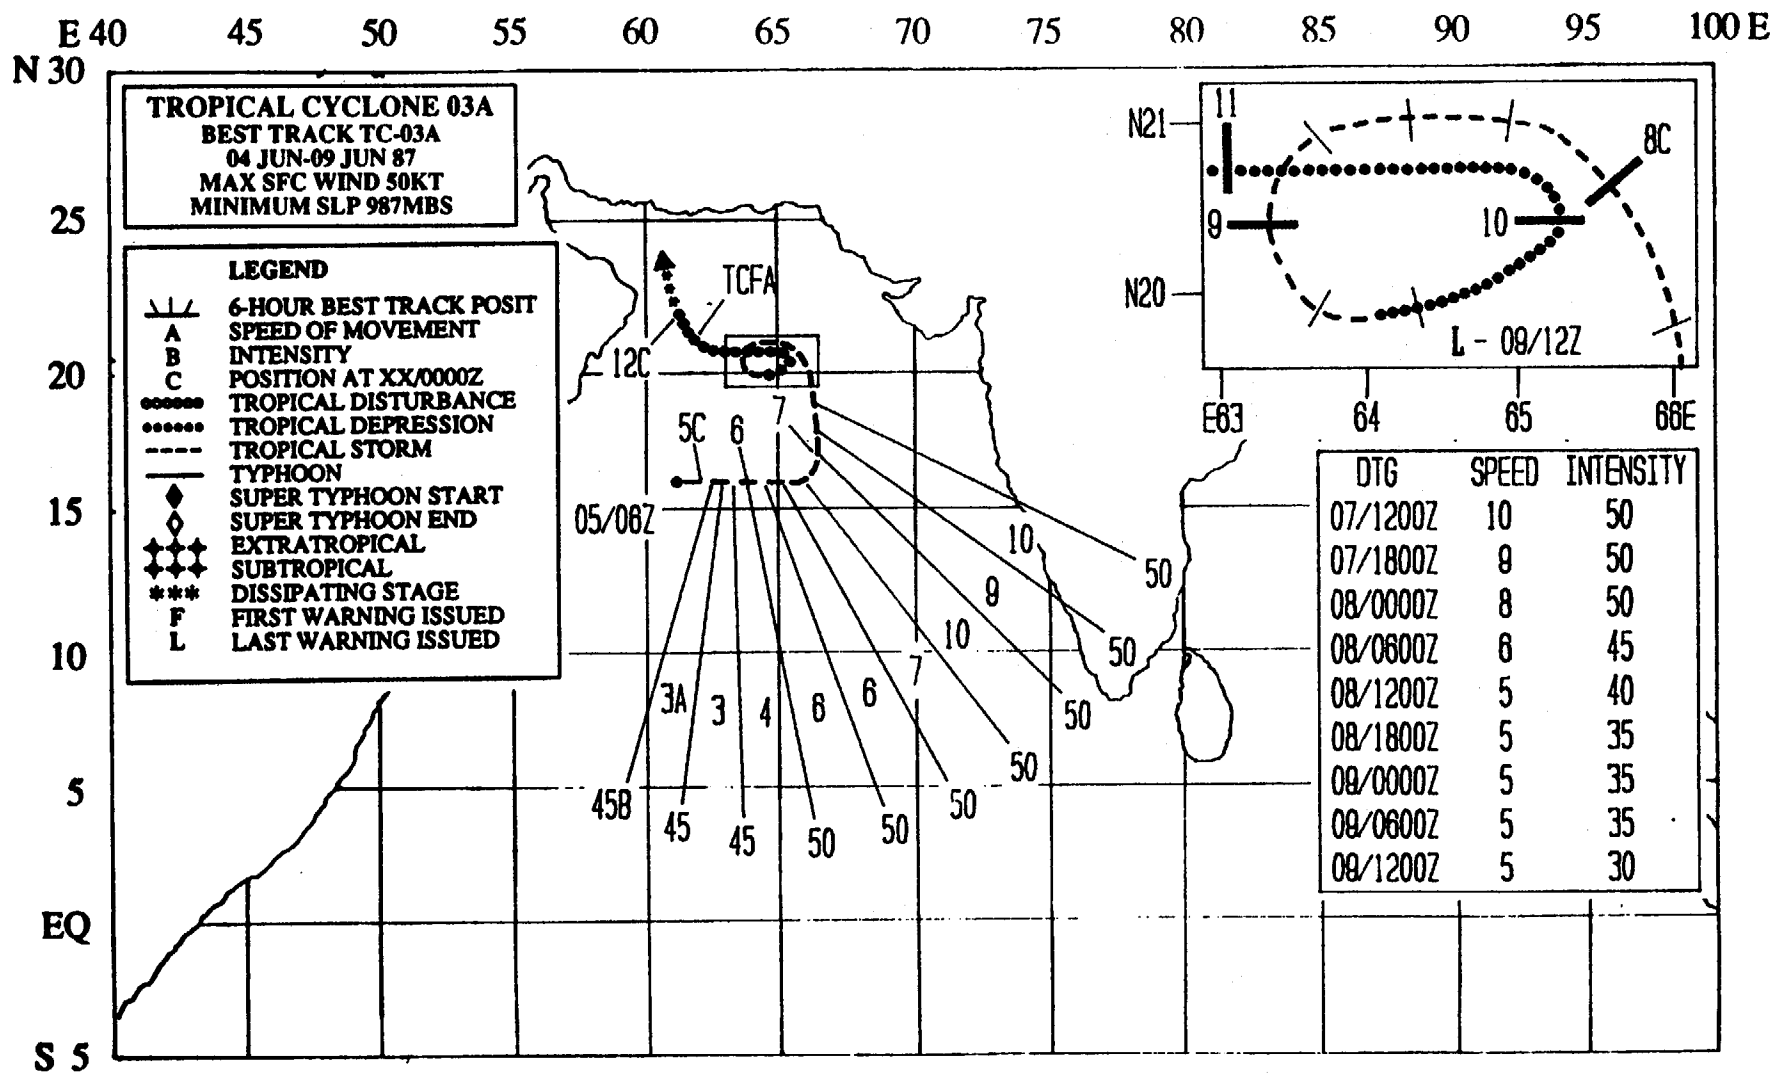 E 40 45 50 55 60 65 70 75 80 85 90 95 100 E
N 30
25
20
15
10
5
EQ
S 5
TROPICAL CYCLONE 03A
BEST TRACK TC-03A
04 JUN-09 JUN 87
MAX SFC WIND 50KT
MINIMUM SLP 987MBS
LEGEND
6-HOUR BEST TRACK POSIT
A SPEED OF MOVEMENT
B INTENSITY
C POSITION AT XX/0000Z
TROPICAL DISTURBANCE
TROPICAL DEPRESSION
TROPICAL STORM
TYPHOON
SUPER TYPHOON START
SUPER TYPHOON END
EXTRATROPICAL
SUBTROPICAL
*** DISSIPATING STAGE
F FIRST WARNING ISSUED
L LAST WARNING ISSUED
TCFA
12C
7
5C 6
05/06Z
10
9
10
7
3A 3 4 6 6
50
50
50
50
45B 45 45 50 50 50
11
N21
8C
9
10
N20
L - 09/12Z
E63 64 65 66E
DTG SPEED INTENSITY
07/1200Z 10 50
07/1800Z 9 50
08/0000Z 8 50
08/0600Z 6 45
08/1200Z 5 40
08/1800Z 5 35
09/0000Z 5 35
09/0600Z 5 35
09/1200Z 5 30